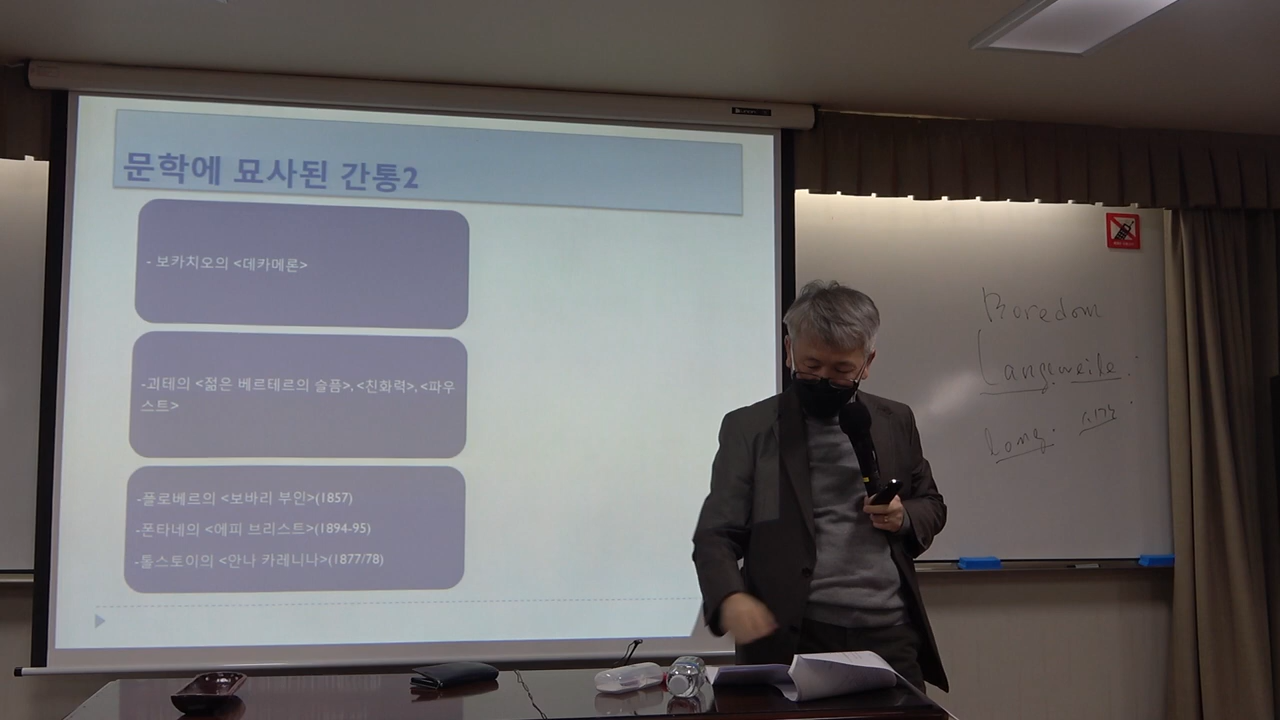 문학에 묘사된 간통2
- 보카치오의 <데카메론>
-괴테의 <젊은 베르테르의 슬픔>, <친화력>, <파우
스트>
-플로베르의 <보바리 부인>(1857)
-폰타네의 <에피 브리스트>(1894-95)
-톨스토이의 <안나 카레니나>(1877/78)
Boredom
Langeweile
Long